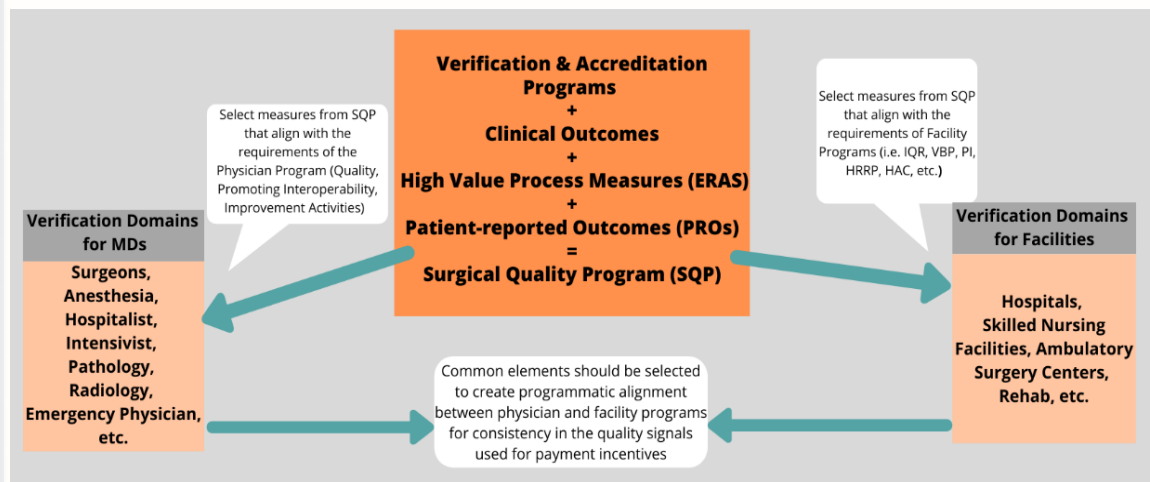 Verification & Accreditation
Programs
+
Clinical Outcomes
+
High Value Process Measures (ERAS)
+
Patient-reported Outcomes (PROs)
=
Surgical Quality Program (SQP)
Select measures from SQP
that align with the
requirements of the
Physician Program (Quality,
Promoting Interoperability,
Improvement Activities)
Select measures from SQP
that align with the
requirements of Facility
Programs (i.e. IQR, VBP, PI,
HRRP, HAC, etc.)
Verification Domains
for MDs
Surgeons,
Anesthesia,
Hospitalist,
Intensivist,
Pathology,
Radiology,
Emergency Physician,
etc.
Verification Domains
for Facilities
Hospitals,
Skilled Nursing
Facilities, Ambulatory
Surgery Centers,
Rehab, etc.
Common elements should be selected
to create programmatic alignment
between physician and facility programs
for consistency in the quality signals
used for payment incentives